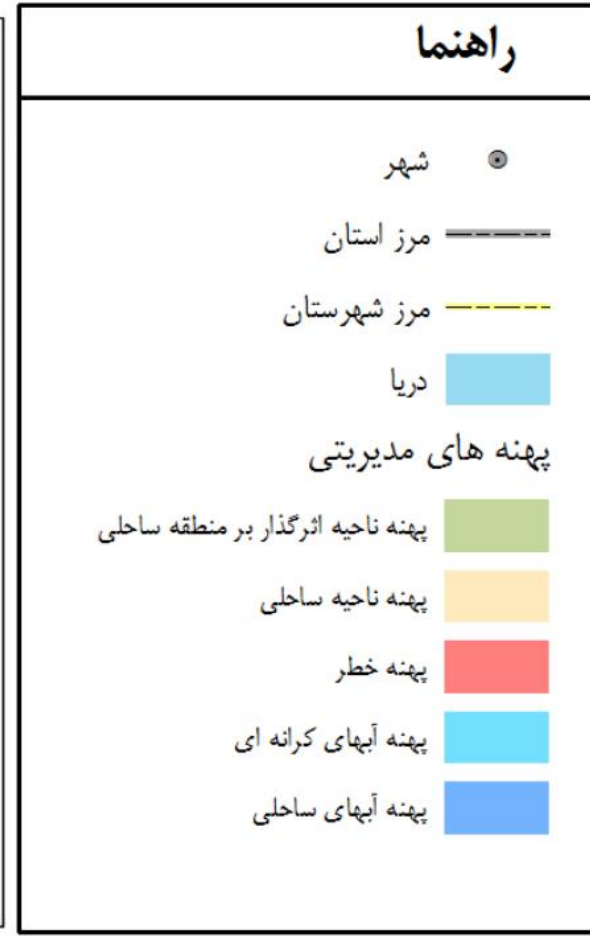 راهنما
شهر
مرز استان
مرز شهرستان
دریا
پهنه های مدیریتی
پهنه ناحیه اثرگذار بر منطقه ساحلی
پهنه ناحیه ساحلی
پهنه خطر
پهنه آبهای کرانه ای
پهنه آبهای ساحلی